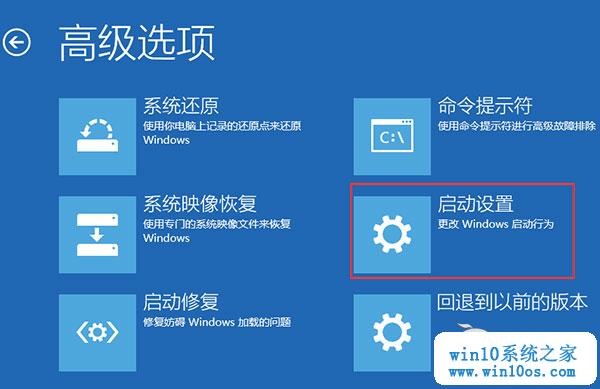 高级选项
系统还原
使用你电脑上记录的还原点来还原
Windows
命令提示符
使用命令提示符进行高级故障排除
C:\
系统映像恢复
使用专门的系统映像文件来恢复
Windows
启动设置
更改 Windows 启动行为
启动修复
修复妨碍 Windows 加载的问题
回退到以前的版本
win10系统之家
www.win10os.com